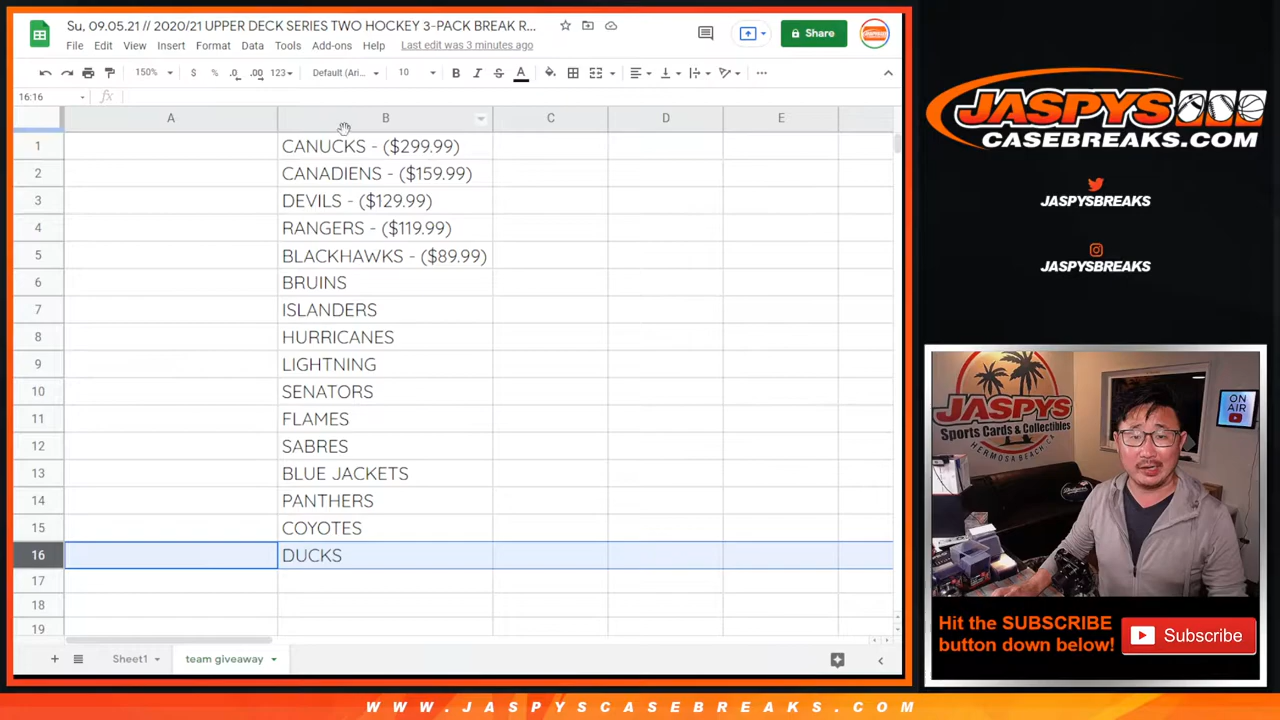 Su, 09.05.21 // 2020/21 UPPER DECK SERIES TWO HOCKEY 3-PACK BREAK R...
File Edit View Insert Format Data Tools Add-ons Help Last edit was 3 minutes ago
Share
150% $ % .0 .00 123 Default (Ari... 10 B I S A
16:16 fx
A B C D E
1 CANUCKS - ($299.99)
2 CANADIENS - ($159.99)
3 DEVILS - ($129.99)
4 RANGERS - ($119.99)
5 BLACKHAWKS - ($89.99)
6 BRUINS
7 ISLANDERS
8 HURRICANES
9 LIGHTNING
10 SENATORS
11 FLAMES
12 SABRES
13 BLUE JACKETS
14 PANTHERS
15 COYOTES
16 DUCKS
17
18
19
Sheet1 team giveaway
JASPYS
CASEBREAKS.COM
JASPYSBREAKS
JASPYSBREAKS
JASPYS
Sports Cards & Collectibles
HERMOSA BEACH, CA
ON AIR
Dodgers
Hit the SUBSCRIBE
button down below!
Subscribe
WWW.JASPYSCASEBREAKS.COM